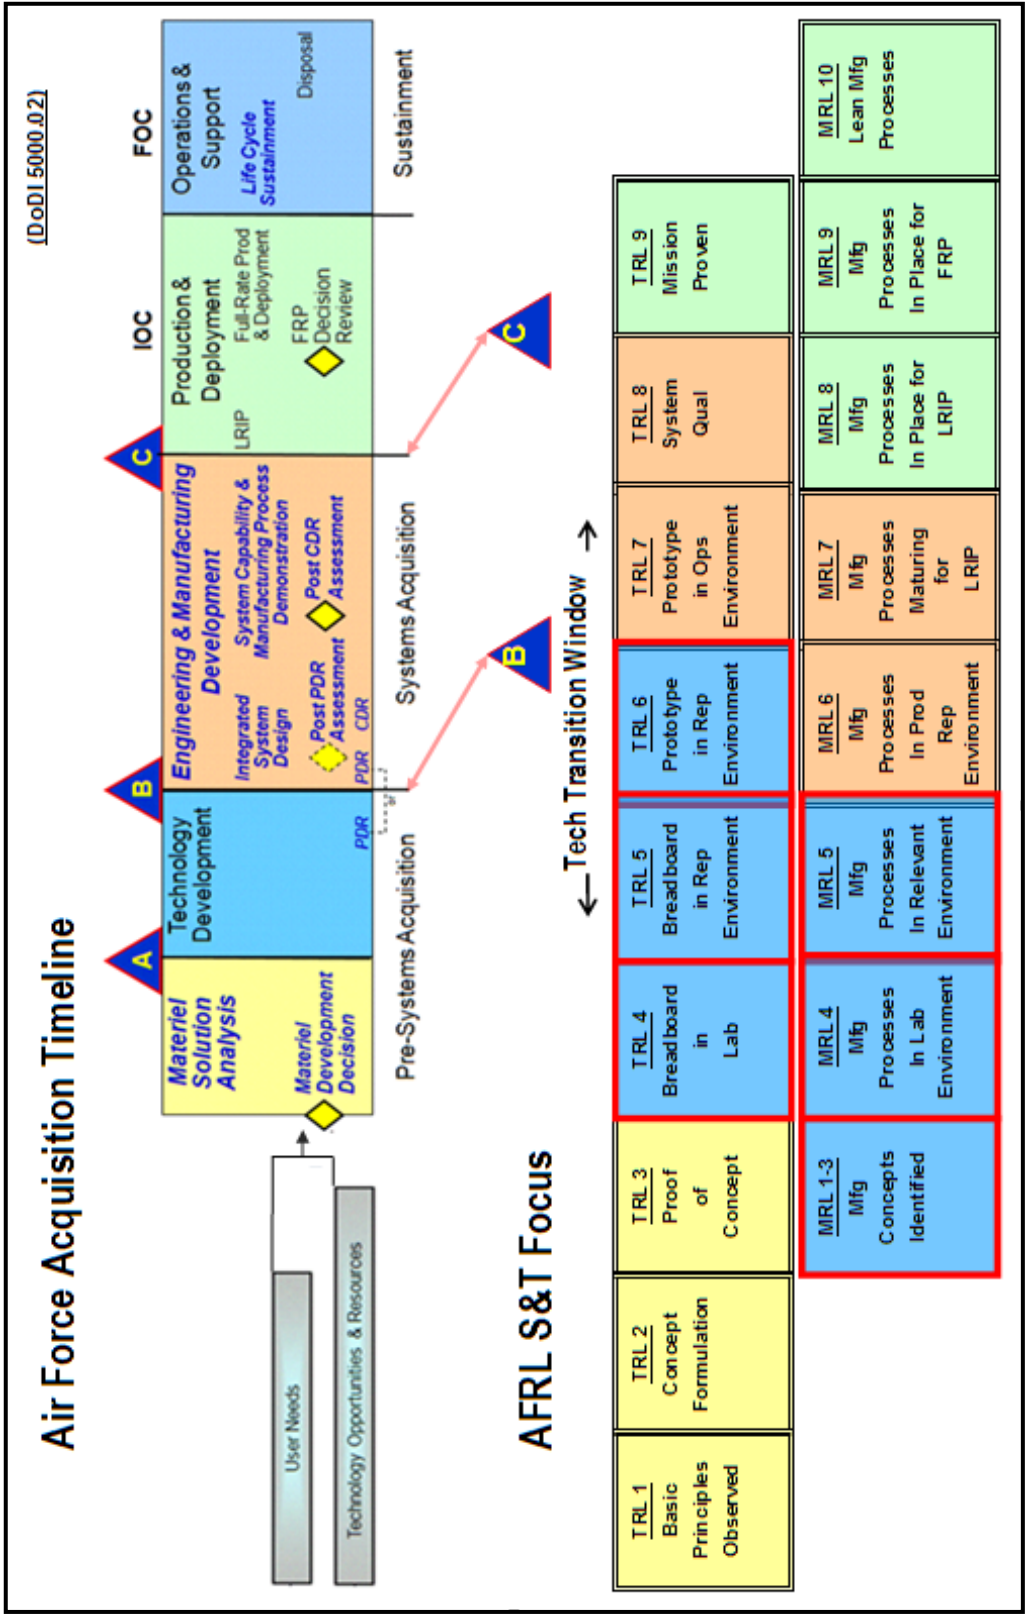 Air Force Acquisition Timeline
(DoDI 5000.02)
IOC
FOC
A
B
C
User Needs
Technology Opportunities & Resources
Materiel
Solution
Analysis
Materiel
Development
Decision
Technology
Development
PDR
or
Engineering & Manufacturing
Development
Integrated
System
Design
System Capability &
Manufacturing Process
Demonstration
Post PDR
Assessment
Post CDR
Assessment
PDR
CDR
Production &
Deployment
LRIP
Full-Rate Prod
& Deployment
FRP
Decision
Review
Operations &
Support
Life Cycle
Sustainment
Disposal
Pre-Systems Acquisition
Systems Acquisition
Sustainment
AFRL S&T Focus
B
C
Tech Transition Window
TRL 1
Basic
Principles
Observed
TRL 2
Concept
Formulation
TRL 3
Proof
of
Concept
TRL 4
Breadboard
in
Lab
TRL 5
Breadboard
in Rep
Environment
TRL 6
Prototype
in Rep
Environment
TRL 7
Prototype
in Ops
Environment
TRL 8
System
Qual
TRL 9
Mission
Proven
MRL 1-3
Mfg
Concepts
Identified
MRL 4
Mfg
Processes
In Lab
Environment
MRL 5
Mfg
Processes
In Relevant
Environment
MRL 6
Mfg
Processes
In Prod
Rep
Environment
MRL 7
Mfg
Processes
Maturing
for
LRIP
MRL 8
Mfg
Processes
In Place for
LRIP
MRL 9
Mfg
Processes
In Place for
FRP
MRL 10
Lean Mfg
Processes